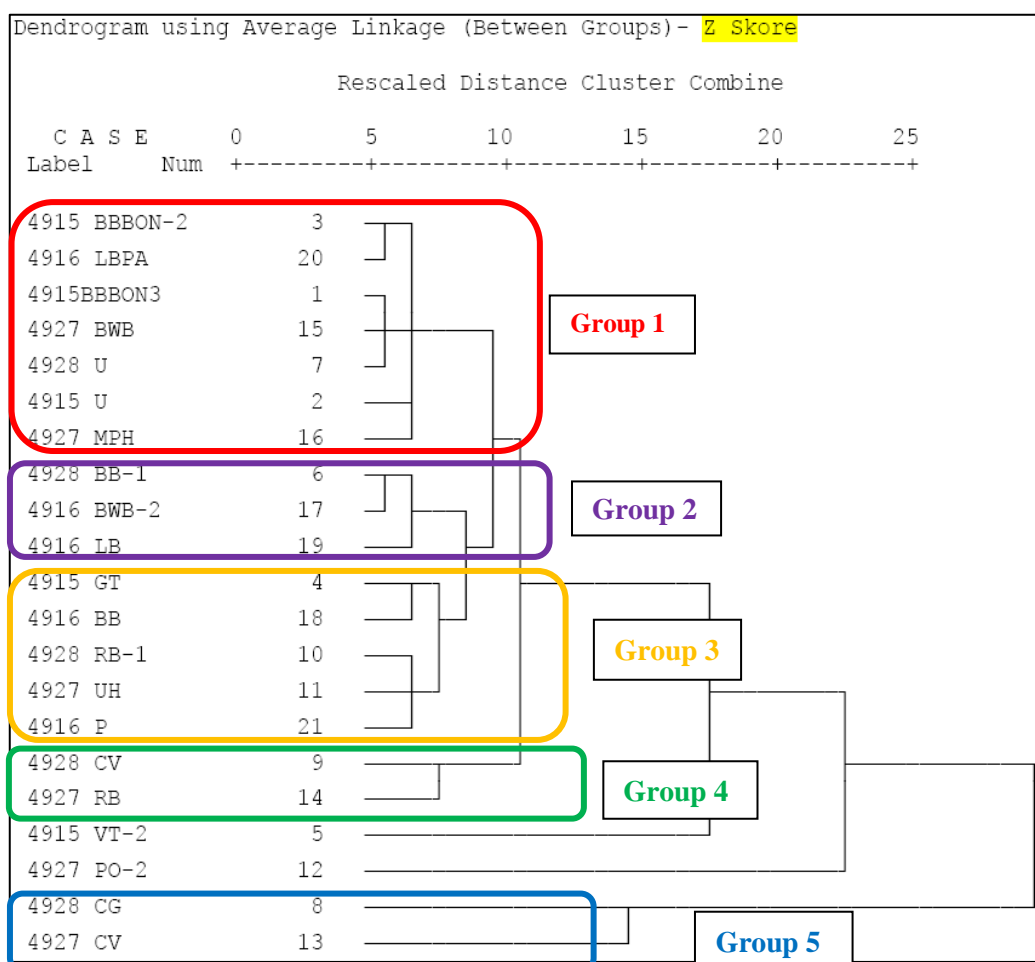 Dendrogram using Average Linkage (Between Groups)- Z Skore
Rescaled Distance Cluster Combine
C A S E 0 5 10 15 20 25
Label Num +---------+---------+---------+---------+---------+
4915 BBBON-2 3
4916 LBPA 20
4915BBBON3 1
4927 BWB 15
Group 1
4928 U 7
4915 U 2
4927 MPH 16
4928 BB-1 6
4916 BWB-2 17
Group 2
4916 LB 19
4915 GT 4
4916 BB 18
4928 RB-1 10
Group 3
4927 UH 11
4916 P 21
4928 CV 9
4927 RB 14
Group 4
4915 VT-2 5
4927 PO-2 12
4928 CG 8
4927 CV 13
Group 5